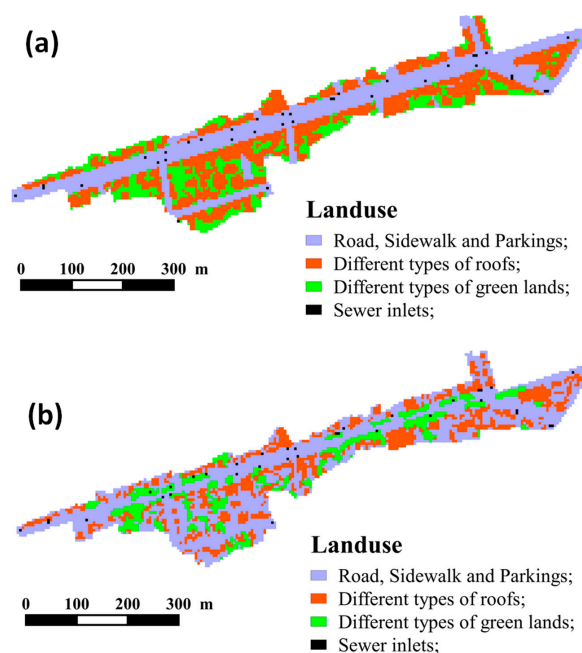 (a)
Landuse
Road, Sidewalk and Parkings;
Different types of roofs;
Different types of green lands;
Sewer inlets;
0 100 200 300 m
(b)
Landuse
Road, Sidewalk and Parkings;
Different types of roofs;
Different types of green lands;
Sewer inlets;
0 100 200 300 m